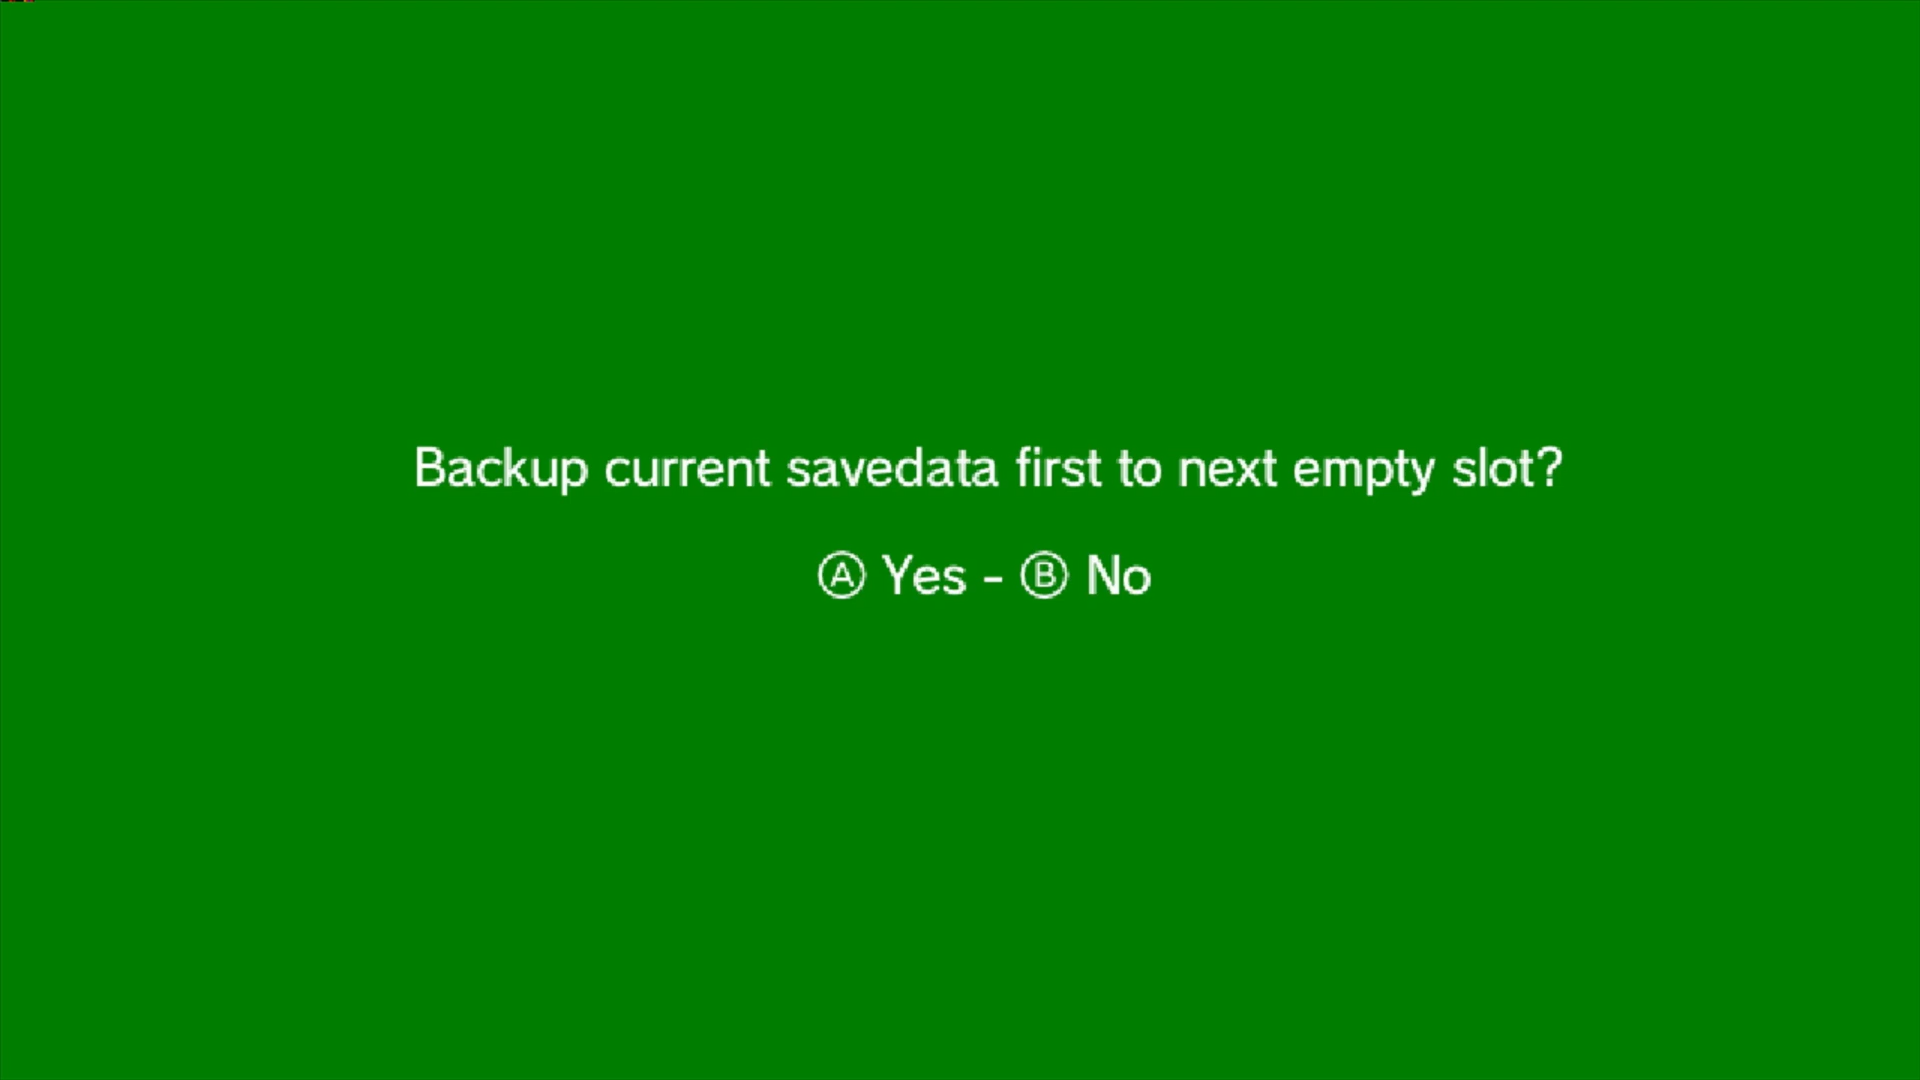 Backup current savedata first to next empty slot?
Ⓐ Yes - Ⓑ No